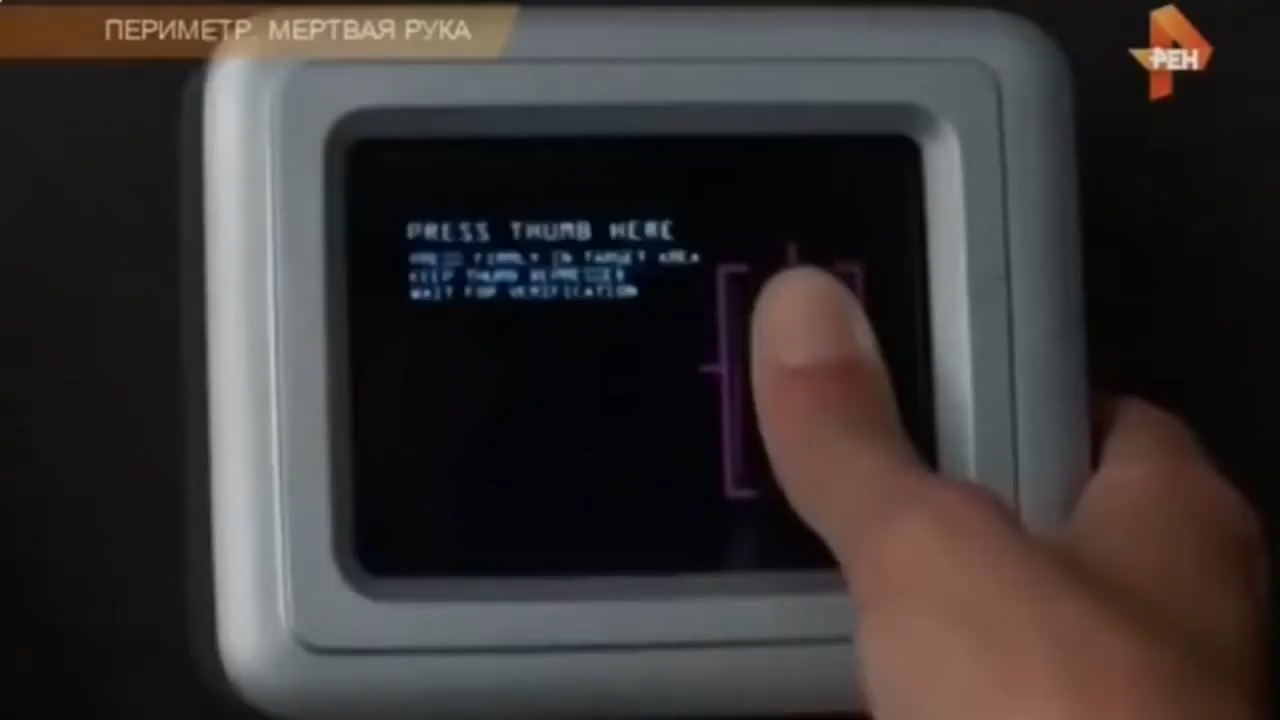 ПЕРИМЕТР. МЕРТВАЯ РУКА
РЕН
PRESS THUMB HERE
PRESS FIRMLY IN TARGET AREA
KEEP THUMB DEPRESSED
WAIT FOR VERIFICATION